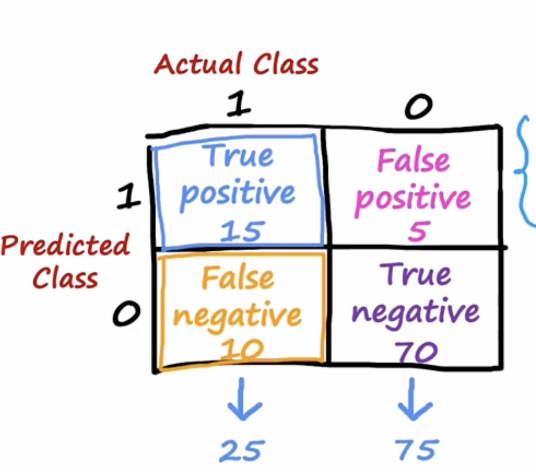 Actual Class
1 0
True positive 15
False positive 5
1
Predicted Class
False negative 10
True negative 70
0
25 75